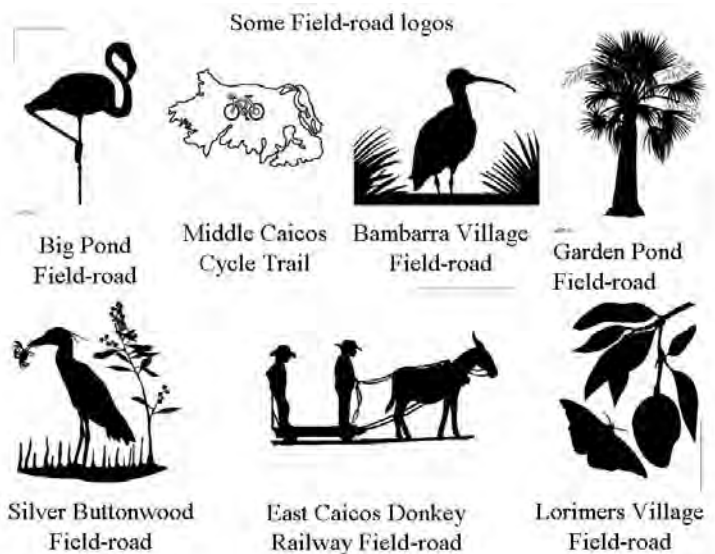 Some Field-road logos
Big Pond
Field-road
Middle Caicos
Cycle Trail
Bambarra Village
Field-road
Garden Pond
Field-road
Silver Buttonwood
Field-road
East Caicos Donkey
Railway Field-road
Lorimers Village
Field-road